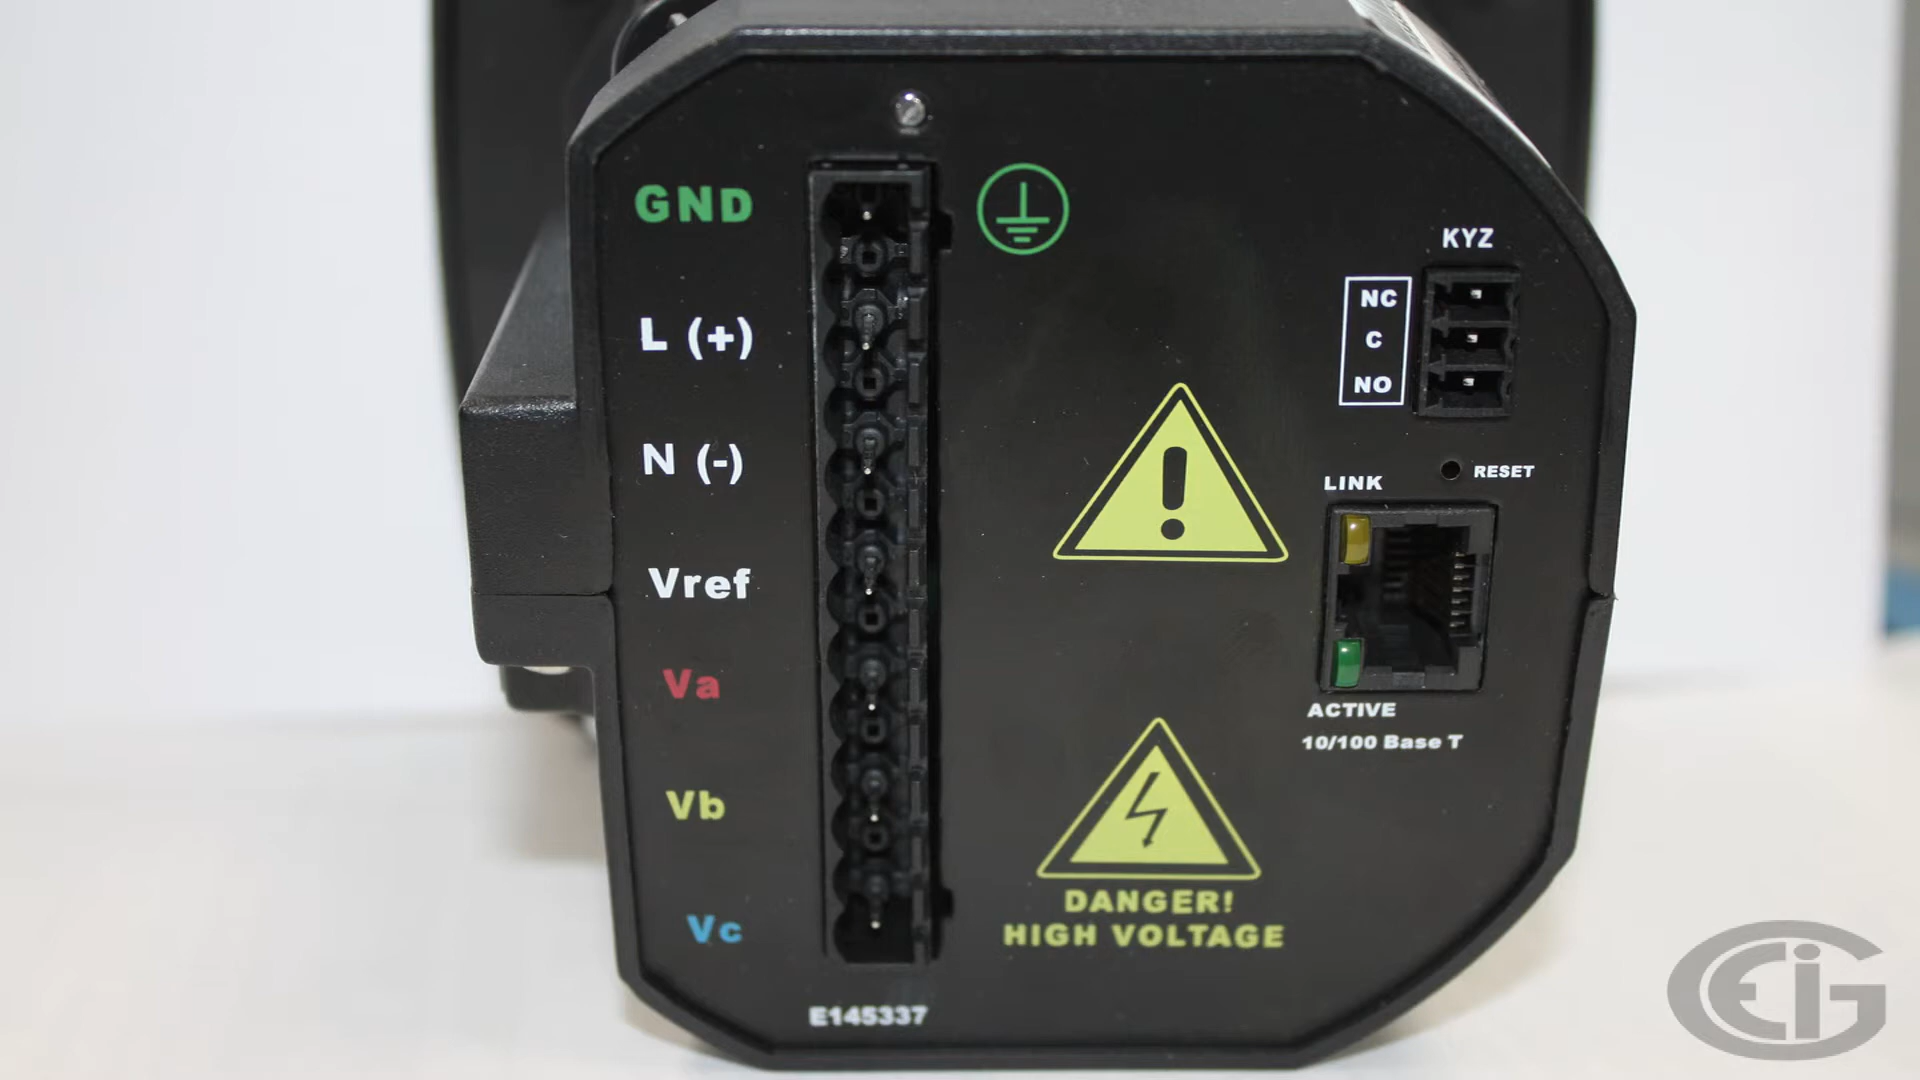 GND
L (+)
N (-)
Vref
Va
Vb
Vc
E145337
KYZ
NC
C
NO
RESET
LINK
ACTIVE
10/100 Base T
DANGER!
HIGH VOLTAGE
EIG